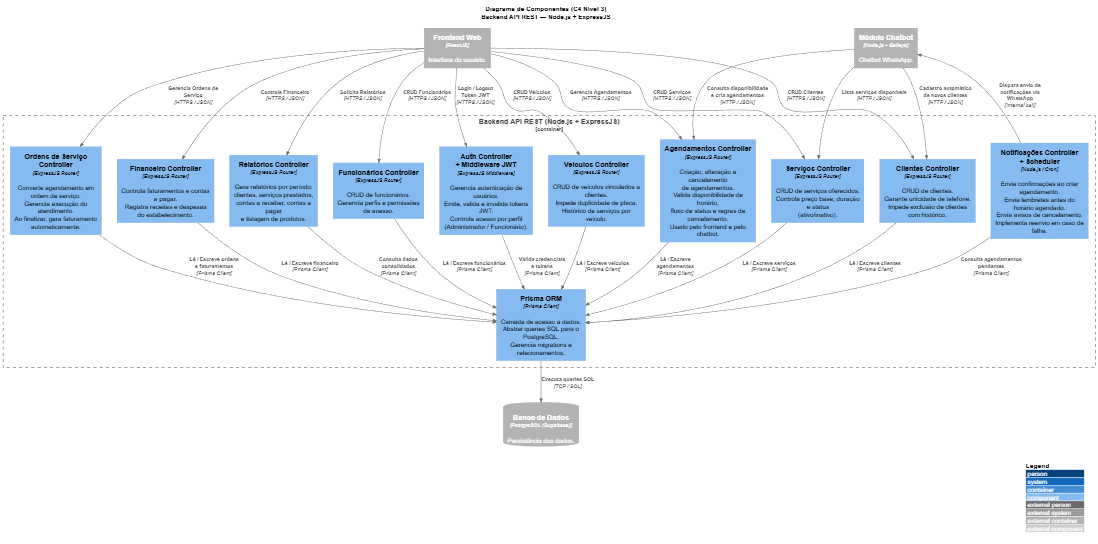 Diagrama de Componentes (C4 Nível 3)
Backend API REST — Node.js + ExpressJS
Frontend Web
[ReactJS]
Interface do usuário.
Módulo Chatbot
[Node.js + Baileys]
Chatbot WhatsApp.
Gerencia Ordens de
Serviço
[HTTPS / JSON]
Controla Financeiro
[HTTPS / JSON]
Solicita Relatórios
[HTTPS / JSON]
CRUD Funcionários
[HTTPS / JSON]
Login / Logout
Token JWT
[HTTPS / JSON]
CRUD Veículos
[HTTPS / JSON]
Gerencia Agendamentos
[HTTPS / JSON]
CRUD Serviços
[HTTPS / JSON]
Consulta disponibilidade
e cria agendamentos
[HTTP / JSON]
CRUD Clientes
[HTTPS / JSON]
Lista serviços disponíveis
[HTTP / JSON]
Cadastro automático
de novos clientes
[HTTP / JSON]
Dispara envio de
notificações via
WhatsApp
[Internal call]
Backend API REST (Node.js + ExpressJS)
[container]
Ordens de Serviço
Controller
[ExpressJS Router]
Converte agendamento em
ordem de serviço.
Gerencia execução do
atendimento.
Ao finalizar, gera faturamento
automaticamente.
Financeiro Controller
[ExpressJS Router]
Controla faturamentos e contas
a pagar.
Registra receitas e despesas
do estabelecimento.
Relatórios Controller
[ExpressJS Router]
Gera relatórios por período:
clientes, serviços prestados,
contas a receber, contas a
pagar
e listagem de produtos.
Funcionários Controller
[ExpressJS Router]
CRUD de funcionários.
Gerencia perfis e permissões
de acesso.
Auth Controller
+ Middleware JWT
[ExpressJS Middleware]
Gerencia autenticação de
usuários.
Emite, valida e invalida tokens
JWT.
Controla acesso por perfil
(Administrador / Funcionário).
Veículos Controller
[ExpressJS Router]
CRUD de veículos vinculados a
clientes.
Impede duplicidade de placa.
Histórico de serviços por
veículo.
Agendamentos Controller
[ExpressJS Router]
Criação, alteração e
cancelamento
de agendamentos.
Valida disponibilidade de
horário,
fluxo de status e regras de
cancelamento.
Usado pelo frontend e pelo
chatbot.
Serviços Controller
[ExpressJS Router]
CRUD de serviços oferecidos.
Controla preço base, duração
e status
(ativo/inativo).
Clientes Controller
[ExpressJS Router]
CRUD de clientes.
Garante unicidade de telefone.
Impede exclusão de clientes
com histórico.
Notificações Controller
+ Scheduler
[Node.js / Cron]
Envia confirmações ao criar
agendamento.
Envia lembretes antes do
horário agendado.
Envia avisos de cancelamento.
Implementa reenvio em caso de
falha.
Lê / Escreve ordens
e faturamentos
[Prisma Client]
Lê / Escreve financeiro
[Prisma Client]
Consulta dados
consolidados
[Prisma Client]
Lê / Escreve funcionários
[Prisma Client]
Valida credenciais
e tokens
[Prisma Client]
Lê / Escreve veículos
[Prisma Client]
Lê / Escreve
agendamentos
[Prisma Client]
Lê / Escreve serviços
[Prisma Client]
Lê / Escreve clientes
[Prisma Client]
Consulta agendamentos
pendentes
[Prisma Client]
Prisma ORM
[Prisma Client]
Camada de acesso a dados.
Abstrai queries SQL para o
PostgreSQL.
Gerencia migrations e
relacionamentos.
Executa queries SQL
[TCP / SQL]
Banco de Dados
[PostgreSQL (Supabase)]
Persistência dos dados.
Legend
person
system
container
component
external person
external system
external container
external component